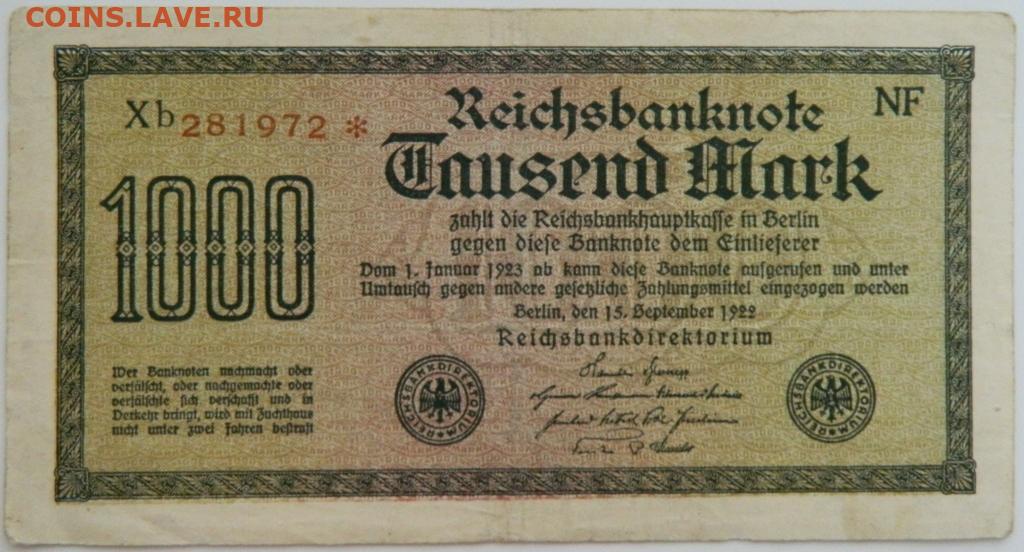 COINS.LAVE.RU
Xb 281972 *
NF
Reichsbanknote
Tausend Mark
1000
zahlt die Reichsbankhauptkasse in Berlin
gegen diese Banknote dem Einlieferer
Vom 1. Januar 1923 ab kann diese Banknote aufgerufen und unter
Umtausch gegen andere gesetzliche Zahlungsmittel eingezogen werden
Berlin, den 15. September 1922
Reichsbankdirektorium
Wer Banknoten nachmacht oder
verfälscht, oder nachgemachte oder
verfälschte sich verschafft und in
Verkehr bringt, wird mit Zuchthaus
nicht unter zwei Jahren bestraft
REICHSBANKDIREKTORIUM
REICHSBANKDIREKTORIUM